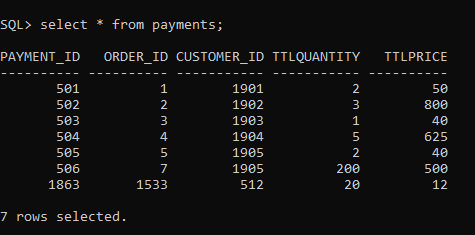 SQL> select * from payments;
PAYMENT_ID   ORDER_ID CUSTOMER_ID TTLQUANTITY   TTLPRICE
---------- ---------- ----------- ----------- ----------
       501          1        1901           2         50
       502          2        1902           3        800
       503          3        1903           1         40
       504          4        1904           5        625
       505          5        1905           2         40
       506          7        1905         200        500
      1863       1533         512          20         12
7 rows selected.